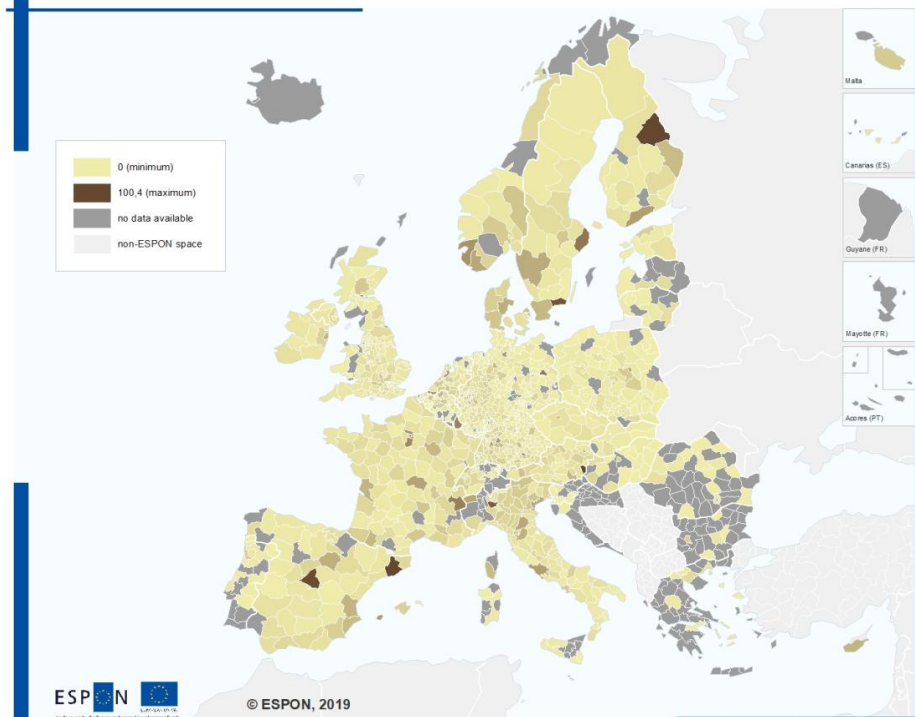 0 (minimum)
100,4 (maximum)
no data available
non-ESPON space
Malta
Canarias (ES)
Guyane (FR)
Mayotte (FR)
Acores (PT)
ESPON
© ESPON, 2019